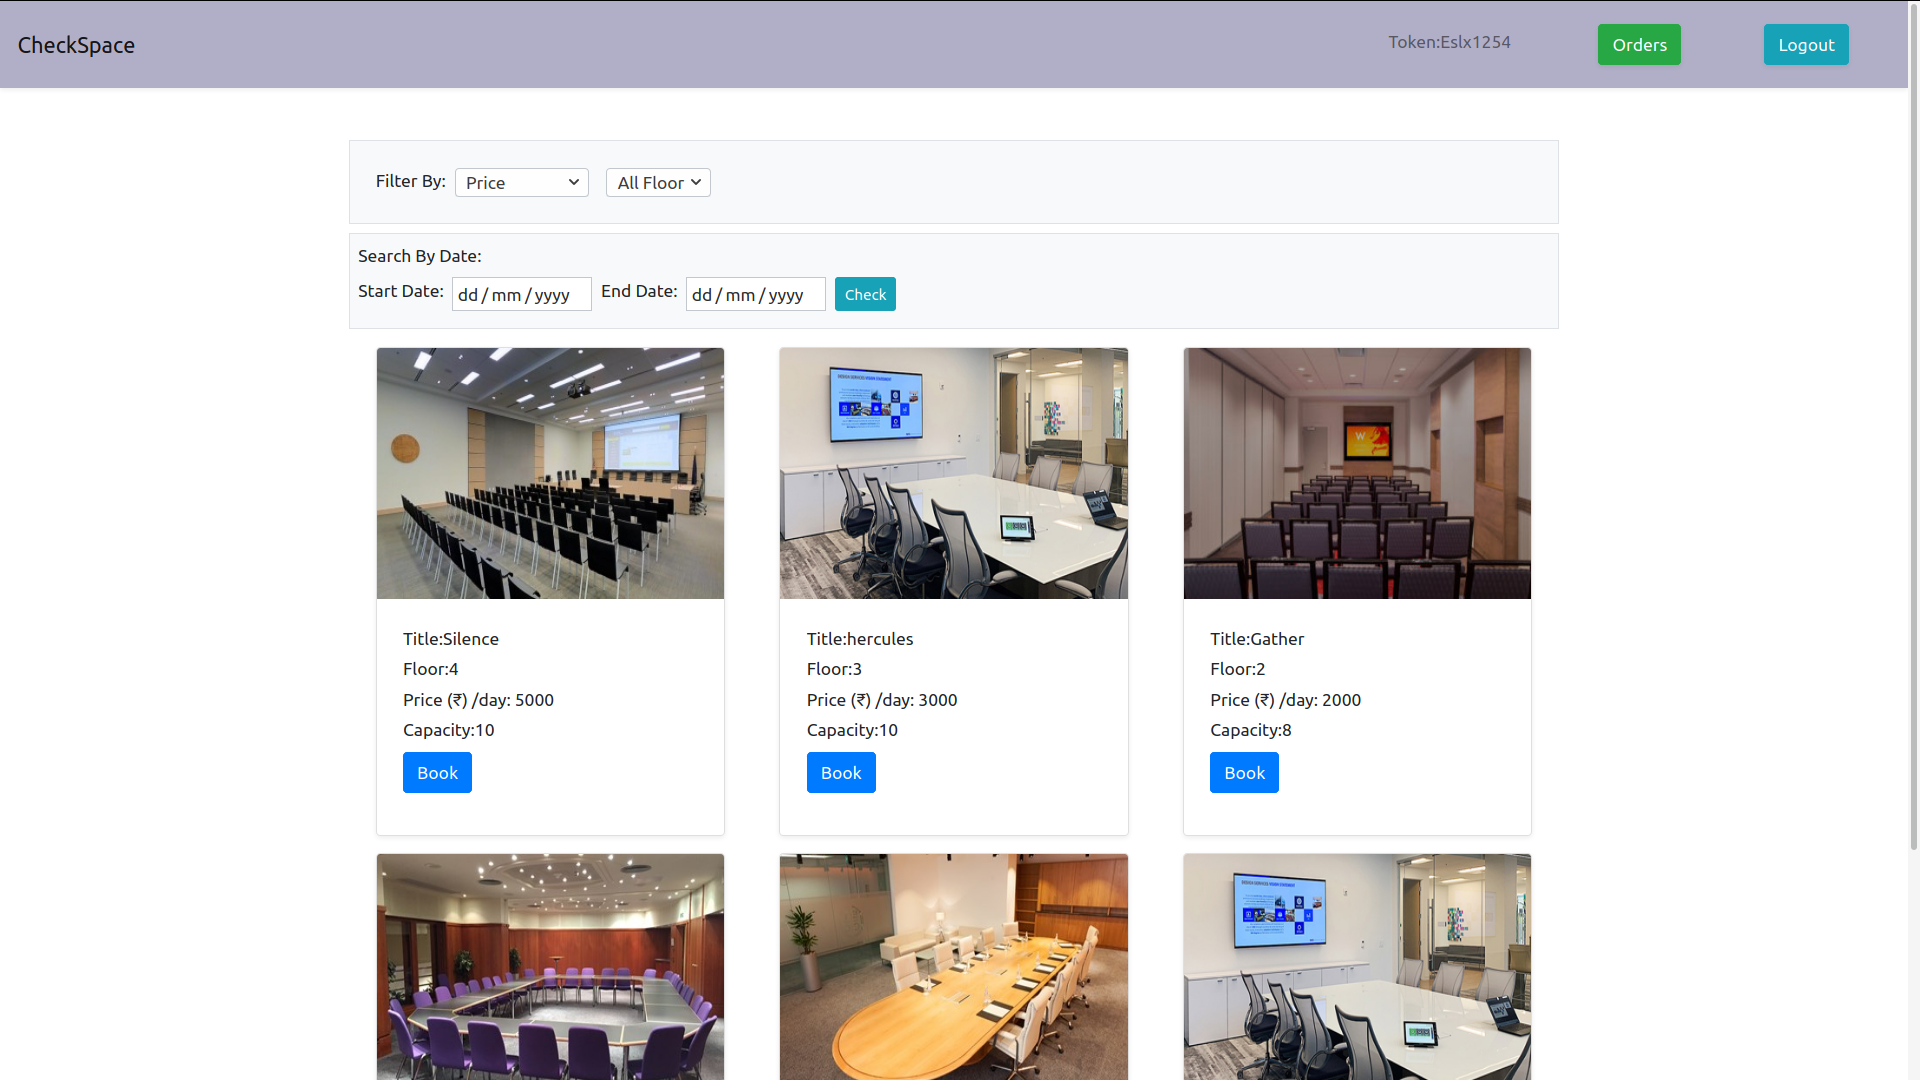 CheckSpace
Token:Eslx1254
Orders
Logout
Filter By: Price All Floor
Search By Date:
Start Date: dd / mm / yyyy End Date: dd / mm / yyyy Check
Title:Silence
Floor:4
Price (₹) /day: 5000
Capacity:10
Book
Title:hercules
Floor:3
Price (₹) /day: 3000
Capacity:10
Book
Title:Gather
Floor:2
Price (₹) /day: 2000
Capacity:8
Book
W